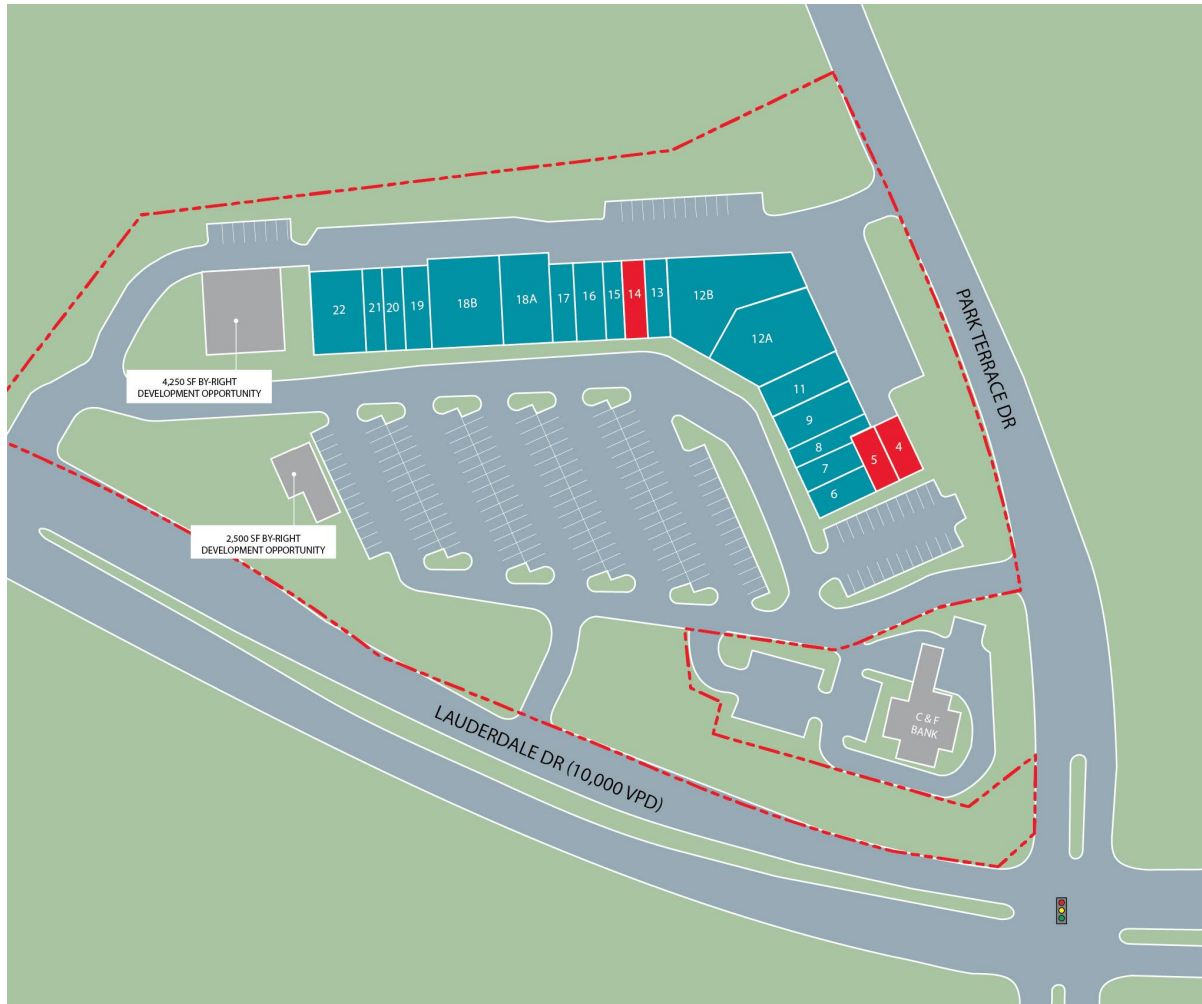 22
21
20
19
18B
18A
17
16
15
14
13
12B
12A
11
9
8
7
6
5
4
4,250 SF BY-RIGHT
DEVELOPMENT OPPORTUNITY
2,500 SF BY-RIGHT
DEVELOPMENT OPPORTUNITY
PARK TERRACE DR
C & F
BANK
LAUDERDALE DR (10,000 VPD)